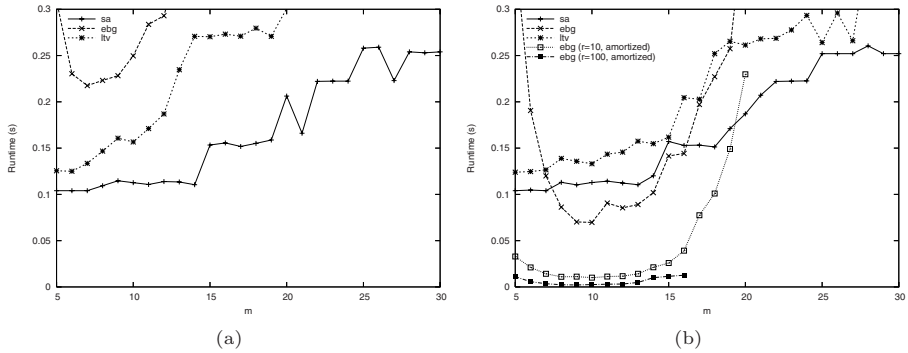 0.3
0.25
0.2
0.15
0.1
0.05
0
Runtime (s)
5 10 15 20 25 30
m
sa
ebg
ltv
(a)
0.3
0.25
0.2
0.15
0.1
0.05
0
Runtime (s)
5 10 15 20 25 30
m
sa
ebg
ltv
ebg (r=10, amortized)
ebg (r=100, amortized)
(b)